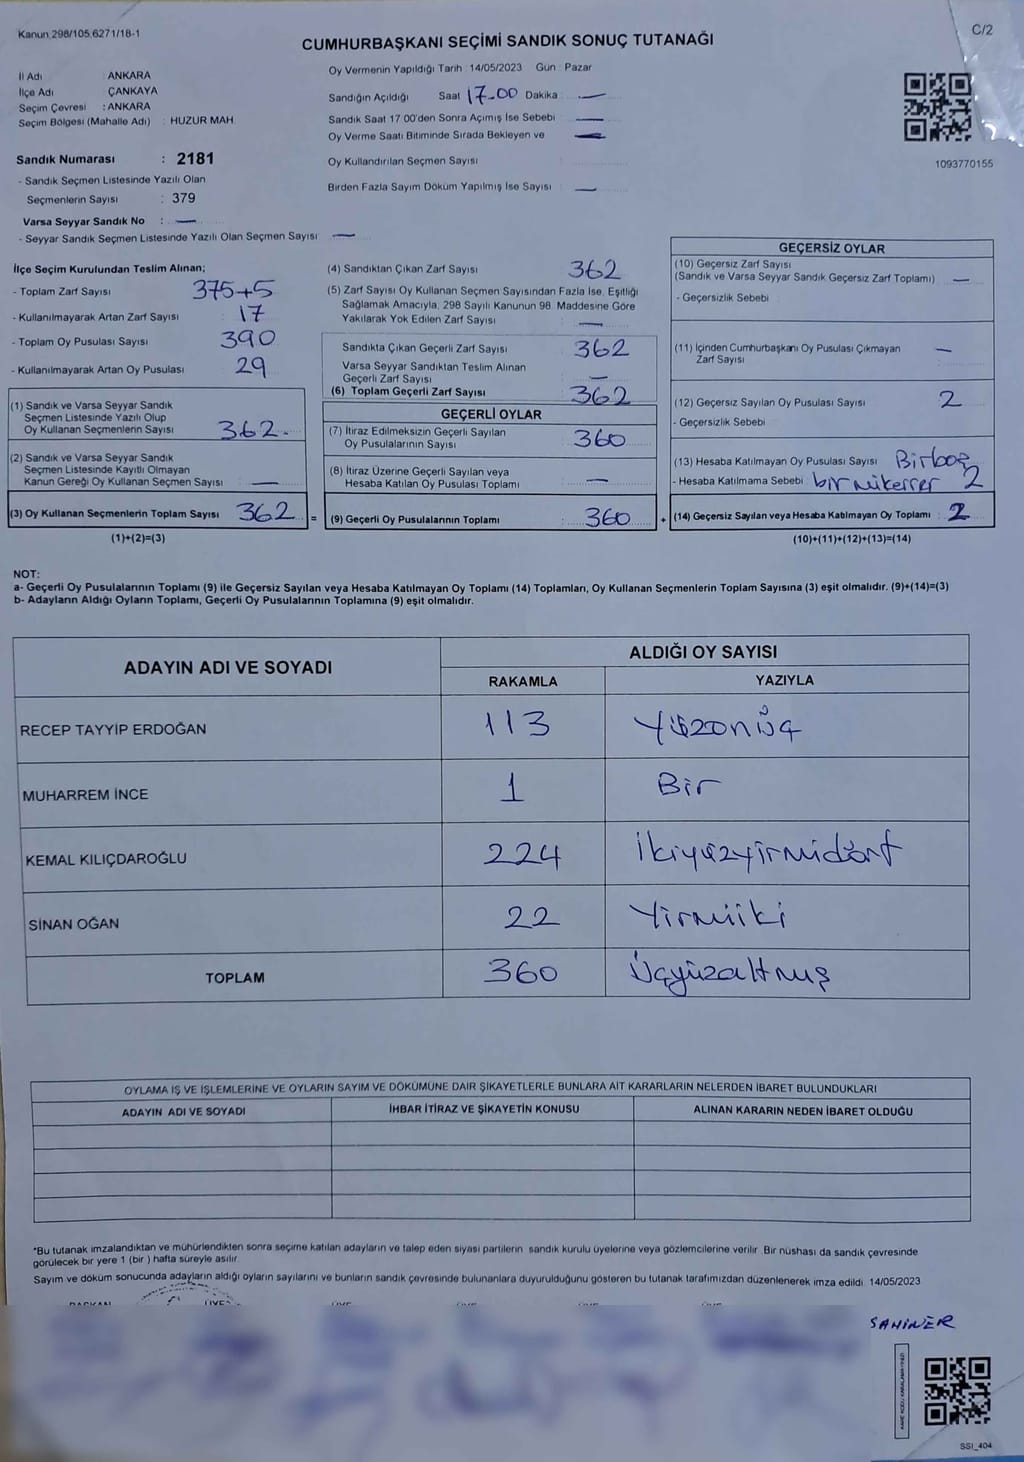 Kanun 298/105,6271/18-1
C/2
CUMHURBAŞKANI SEÇİMİ SANDIK SONUÇ TUTANAĞI
İl Adı : ANKARA
İlçe Adı : ÇANKAYA
Seçim Çevresi : ANKARA
Seçim Bölgesi (Mahalle Adı) : HUZUR MAH.
Sandık Numarası : 2181
- Sandık Seçmen Listesinde Yazılı Olan
Seçmenlerin Sayısı : 379
Varsa Seyyar Sandık No : —
- Seyyar Sandık Seçmen Listesinde Yazılı Olan Seçmen Sayısı —
Oy Vermenin Yapıldığı Tarih : 14/05/2023 Gün : Pazar
Sandığın Açıldığı Saat 17-00 Dakika : —
Sandık Saat 17 00'den Sonra Açımış İse Sebebi —
Oy Verme Saati Bitiminde Sırada Bekleyen ve —
Oy Kullandırılan Seçmen Sayısı
Birden Fazla Sayım Döküm Yapılmış İse Sayısı : —
1093770155
İlçe Seçim Kurulundan Teslim Alınan;
- Toplam Zarf Sayısı 375+5
- Kullanılmayarak Artan Zarf Sayısı : 17
- Toplam Oy Pusulası Sayısı 390
- Kullanılmayarak Artan Oy Pusulası 29
(1) Sandık ve Varsa Seyyar Sandık
Seçmen Listesinde Yazılı Olup
Oy Kullanan Seçmenlerin Sayısı 362
(2) Sandık ve Varsa Seyyar Sandık
Seçmen Listesinde Kayıtlı Olmayan
Kanun Gereği Oy Kullanan Seçmen Sayısı : —
(3) Oy Kullanan Seçmenlerin Toplam Sayısı 362 =
(1)+(2)=(3)
(4) Sandıktan Çıkan Zarf Sayısı 362
(5) Zarf Sayısı Oy Kullanan Seçmen Sayısından Fazla İse, Eşitliği
Sağlamak Amacıyla, 298 Sayılı Kanunun 98. Maddesine Göre
Yakılarak Yok Edilen Zarf Sayısı : —
Sandıkta Çıkan Geçerli Zarf Sayısı 362
Varsa Seyyar Sandıktan Teslim Alınan
Geçerli Zarf Sayısı —
(6) Toplam Geçerli Zarf Sayısı 362
GEÇERLİ OYLAR
(7) İtiraz Edilmeksizin Geçerli Sayılan
Oy Pusulalarının Sayısı 360
(8) İtiraz Üzerine Geçerli Sayılan veya
Hesaba Katılan Oy Pusulası Toplamı —
(9) Geçerli Oy Pusulalarının Toplamı 360 +
GEÇERSİZ OYLAR
(10) Geçersiz Zarf Sayısı
(Sandık ve Varsa Seyyar Sandık Geçersiz Zarf Toplamı) : —
- Geçersizlik Sebebi
(11) İçinden Cumhurbaşkanı Oy Pusulası Çıkmayan —
Zarf Sayısı
(12) Geçersiz Sayılan Oy Pusulası Sayısı 2
- Geçersizlik Sebebi
(13) Hesaba Katılmayan Oy Pusulası Sayısı Bir boş
- Hesaba Katılmama Sebebi bir mükerrer 2
(14) Geçersiz Sayılan veya Hesaba Katılmayan Oy Toplamı : 2
(10)+(11)+(12)+(13)=(14)
NOT:
a- Geçerli Oy Pusulalarının Toplamı (9) ile Geçersiz Sayılan veya Hesaba Katılmayan Oy Toplamı (14) Toplamları, Oy Kullanan Seçmenlerin Toplam Sayısına (3) eşit olmalıdır. (9)+(14)=(3)
b- Adayların Aldığı Oyların Toplamı, Geçerli Oy Pusulalarının Toplamına (9) eşit olmalıdır.
ADAYIN ADI VE SOYADI
ALDIĞI OY SAYISI
RAKAMLA YAZIYLA
RECEP TAYYİP ERDOĞAN 113 Yüzonüç
MUHARREM İNCE 1 Bir
KEMAL KILIÇDAROĞLU 224 İkiyüzyirmidört
SİNAN OĞAN 22 Yirmiiki
TOPLAM 360 Üçyüzaltmış
OYLAMA İŞ VE İŞLEMLERİNE VE OYLARIN SAYIM VE DÖKÜMÜNE DAİR ŞİKAYETLERLE BUNLARA AİT KARARLARIN NELERDEN İBARET BULUNDUKLARI
ADAYIN ADI VE SOYADI İHBAR İTİRAZ VE ŞİKAYETİN KONUSU ALINAN KARARIN NEDEN İBARET OLDUĞU
*Bu tutanak imzalandıktan ve mühürlendikten sonra seçime katılan adayların ve talep eden siyasi partilerin sandık kurulu üyelerine veya gözlemcilerine verilir. Bir nüshası da sandık çevresinde
görülecek bir yere 1 (bir ) hafta süreyle asılır.
Sayım ve döküm sonucunda adayların aldığı oyların sayılarını ve bunların sandık çevresinde bulunanlara duyurulduğunu gösteren bu tutanak tarafımızdan düzenlenerek imza edildi. 14/05/2023
BAŞKAN ÜYE ÜYE ÜYE ÜYE ÜYE
SAHİNER
SSI_404